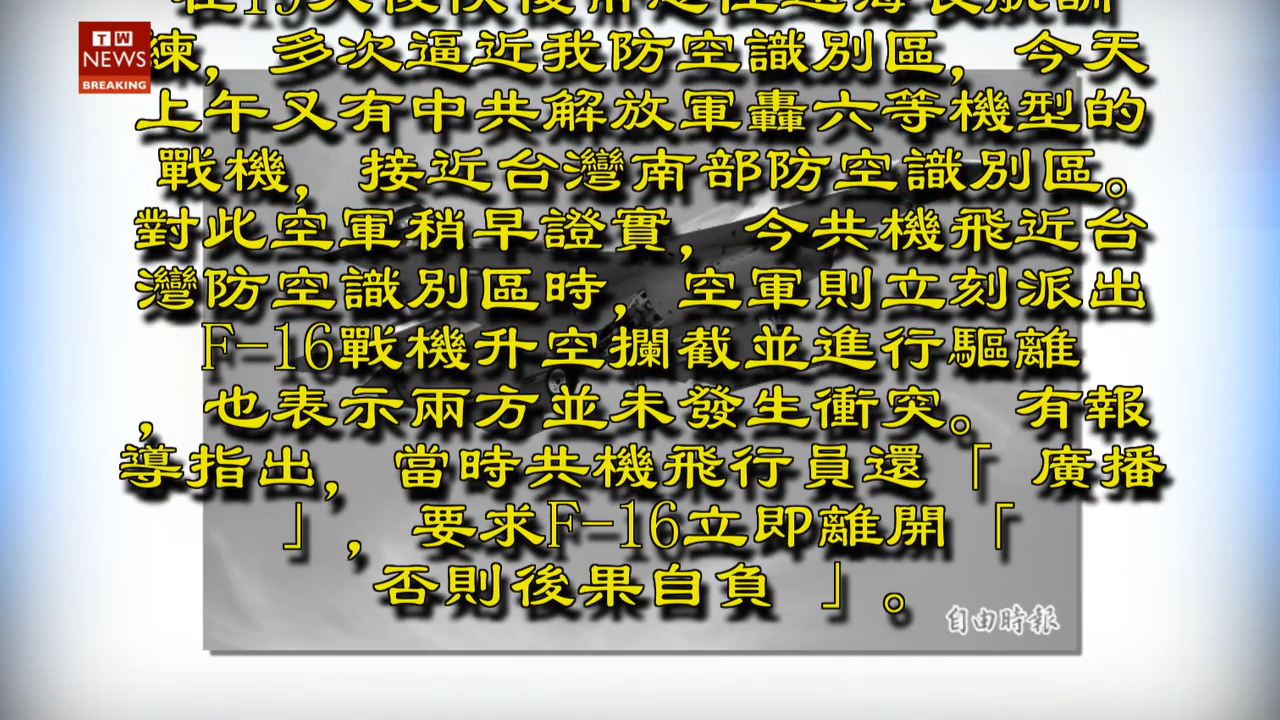 TW
NEWS
BREAKING
練，多次逼近我防空識別區，今天
上午又有中共解放軍轟六等機型的
戰機，接近台灣南部防空識別區。
對此空軍稍早證實，今共機飛近台
灣防空識別區時，空軍則立刻派出
F-16戰機升空攔截並進行驅離
，也表示兩方並未發生衝突。有報
導指出，當時共機飛行員還「 廣播
」，要求F-16立即離開「
否則後果自負 」。
自由時報